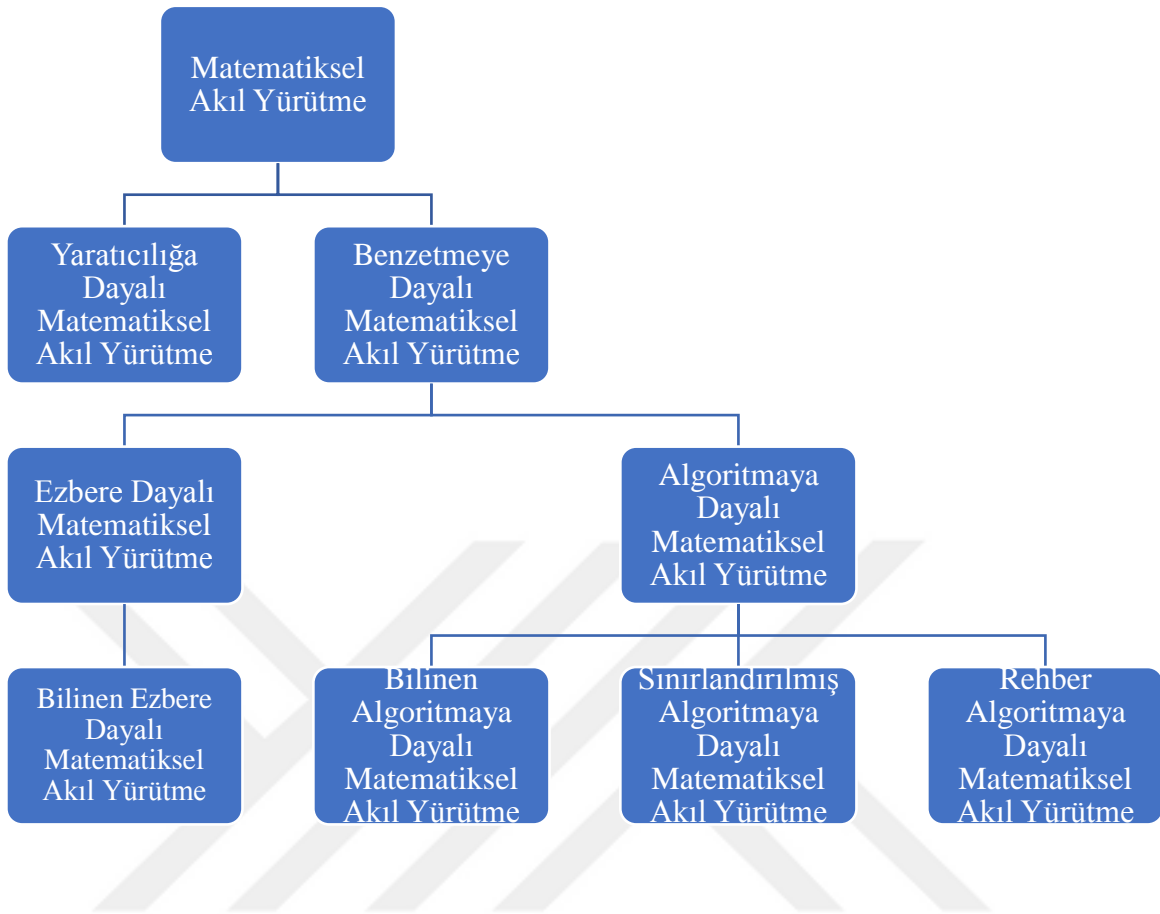 Matematiksel
Akıl Yürütme
Yaratıcılığa
Dayalı
Matematiksel
Akıl Yürütme
Benzetmeye
Dayalı
Matematiksel
Akıl Yürütme
Ezbere Dayalı
Matematiksel
Akıl Yürütme
Algoritmaya
Dayalı
Matematiksel
Akıl Yürütme
Bilinen Ezbere
Dayalı
Matematiksel
Akıl Yürütme
Bilinen
Algoritmaya
Dayalı
Matematiksel
Akıl Yürütme
Sınırlandırılmış
Algoritmaya
Dayalı
Matematiksel
Akıl Yürütme
Rehber
Algoritmaya
Dayalı
Matematiksel
Akıl Yürütme